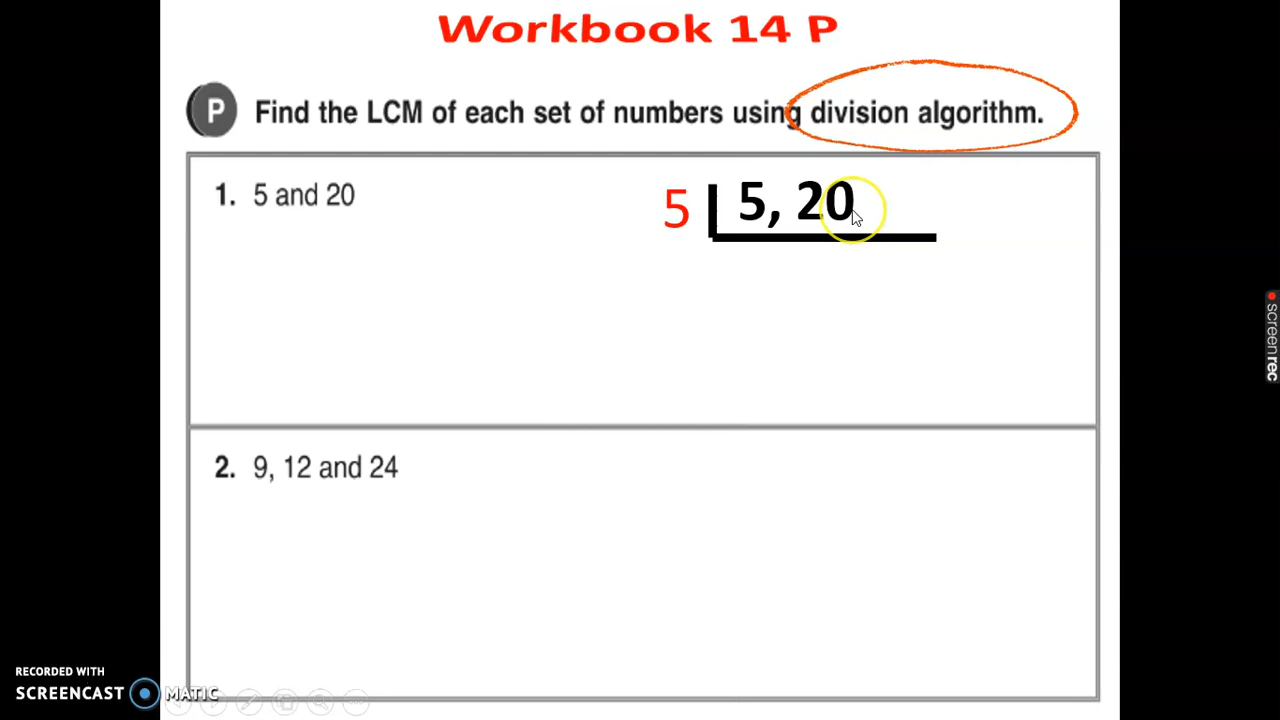 Workbook 14 P
P Find the LCM of each set of numbers using division algorithm.
1. 5 and 20
5 5, 20
2. 9, 12 and 24
screenrec
RECORDED WITH
SCREENCAST MATIC